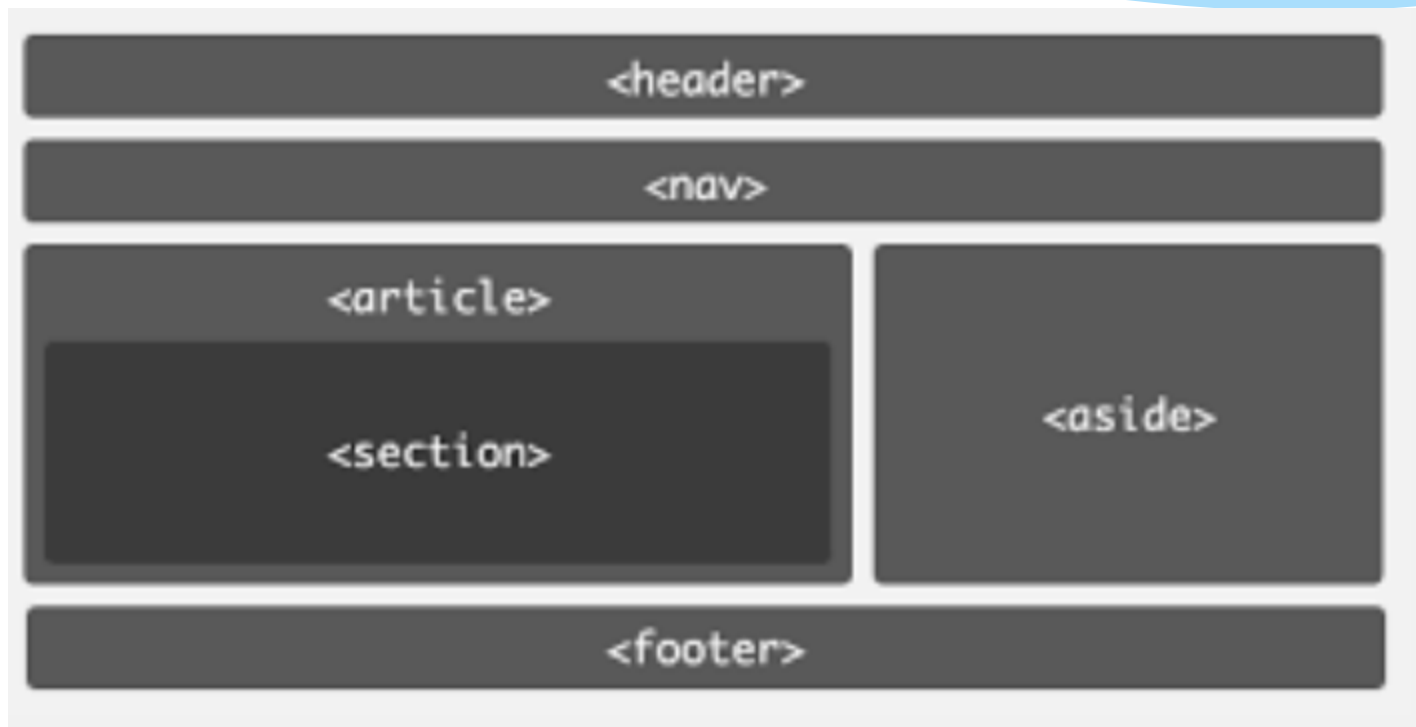 <header>
<nav>
<article>
<section>
<aside>
<footer>